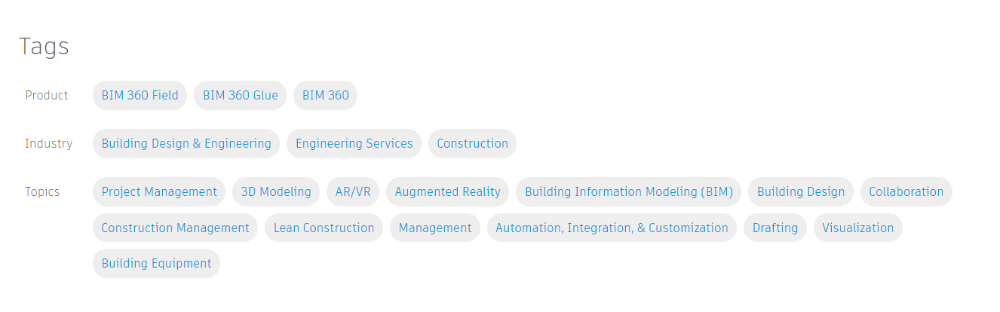 Tags
Product BIM 360 Field BIM 360 Glue BIM 360
Industry Building Design & Engineering Engineering Services Construction
Topics Project Management 3D Modeling AR/VR Augmented Reality Building Information Modeling (BIM) Building Design Collaboration
Construction Management Lean Construction Management Automation, Integration, & Customization Drafting Visualization
Building Equipment